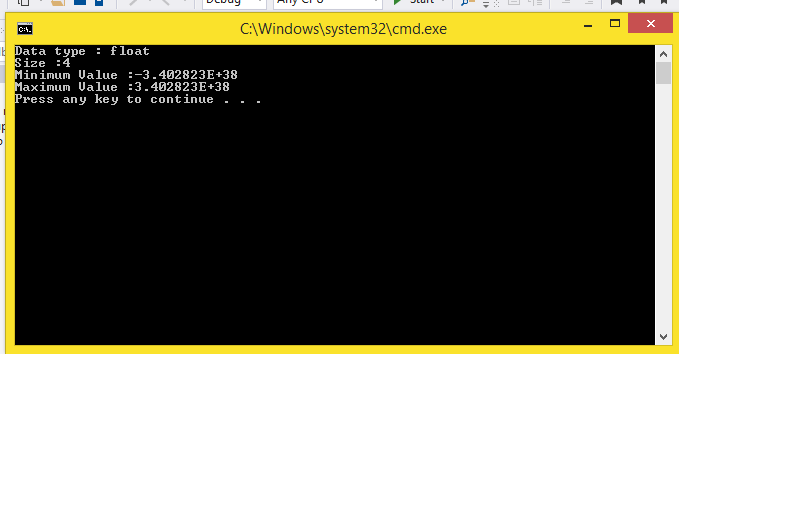 Debug Any CPU Start
C:\Windows\system32\cmd.exe
C:\.
Data type : float
Size :4
Minimum Value :-3.402823E+38
Maximum Value :3.402823E+38
Press any key to continue . . .